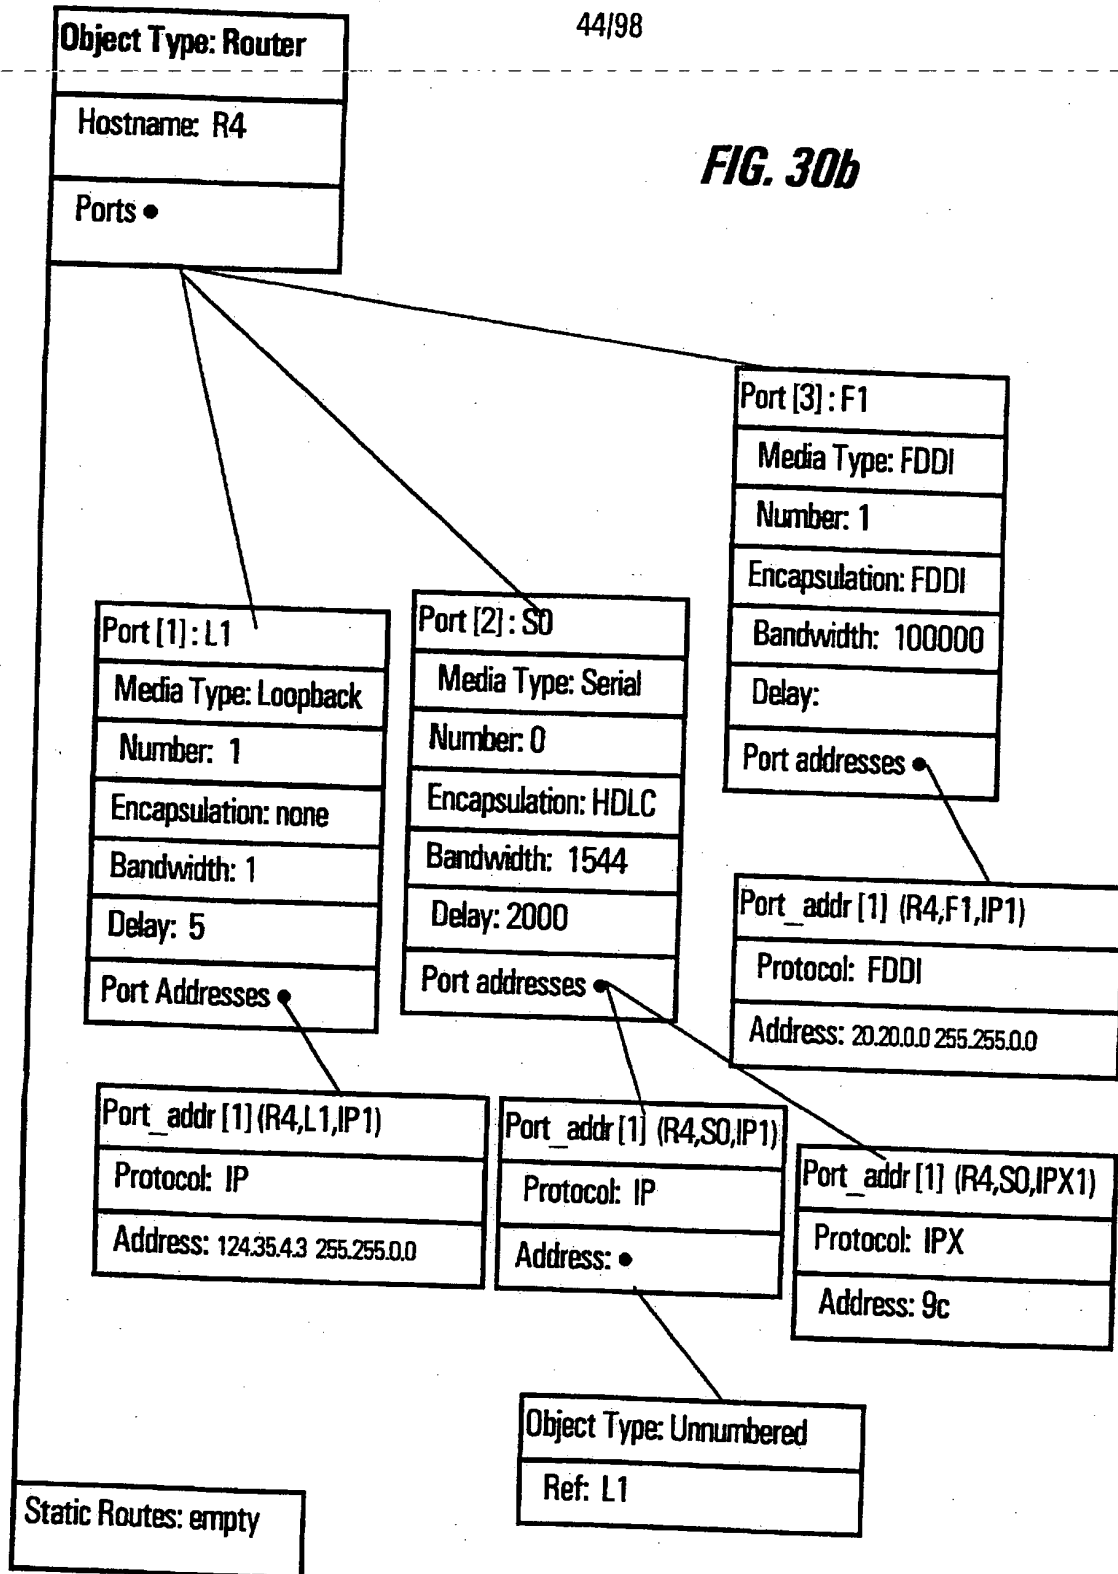 44/98
Object Type: Router
Hostname: R4
Ports
FIG. 30b
Port [3] : F1
Media Type: FDDI
Number: 1
Encapsulation: FDDI
Bandwidth: 100000
Delay:
Port addresses
Port [1] : L1
Media Type: Loopback
Number: 1
Encapsulation: none
Bandwidth: 1
Delay: 5
Port Addresses
Port [2] : S0
Media Type: Serial
Number: 0
Encapsulation: HDLC
Bandwidth: 1544
Delay: 2000
Port addresses
Port_addr [1] (R4,F1,IP1)
Protocol: FDDI
Address: 20.20.0.0 255.255.0.0
Port_addr [1] (R4,L1,IP1)
Protocol: IP
Address: 124.35.4.3 255.255.0.0
Port_addr [1] (R4,S0,IP1)
Protocol: IP
Address:
Port_addr [1] (R4,S0,IPX1)
Protocol: IPX
Address: 9c
Object Type: Unnumbered
Ref: L1
Static Routes: empty